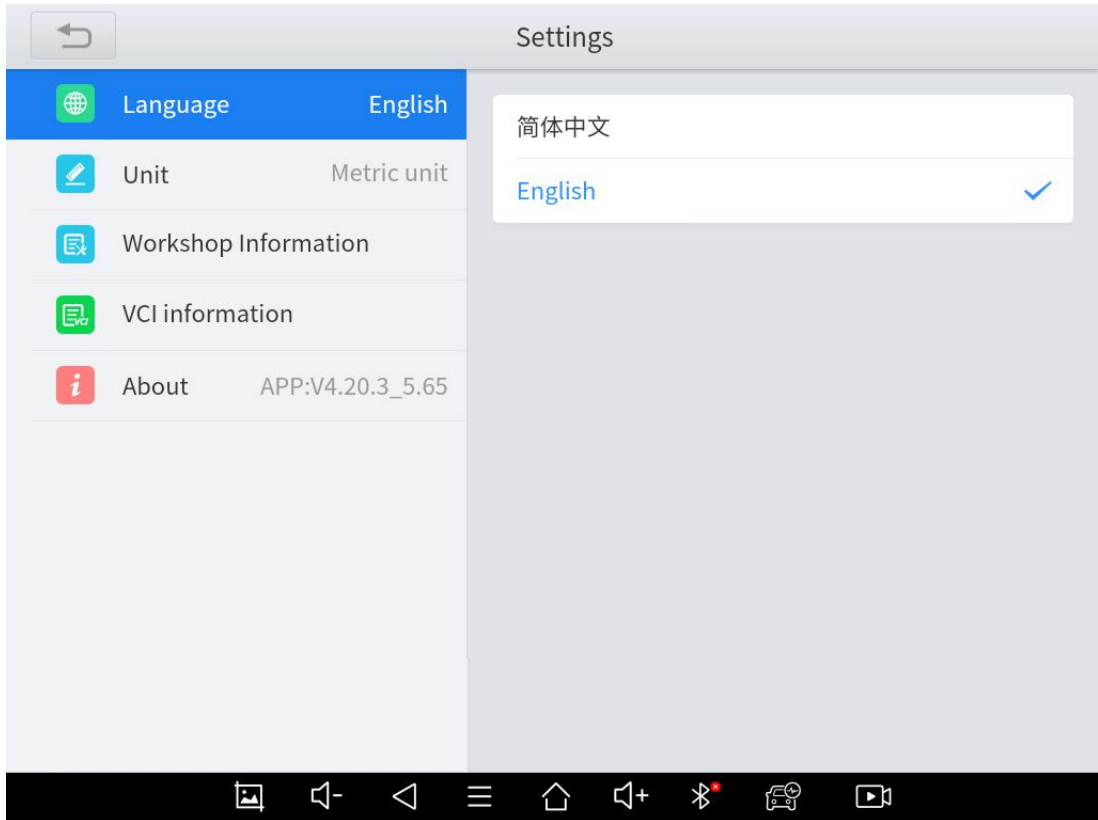 Settings
Language English
Unit Metric unit
Workshop Information
VCI information
About APP:V4.20.3_5.65
简体中文
English